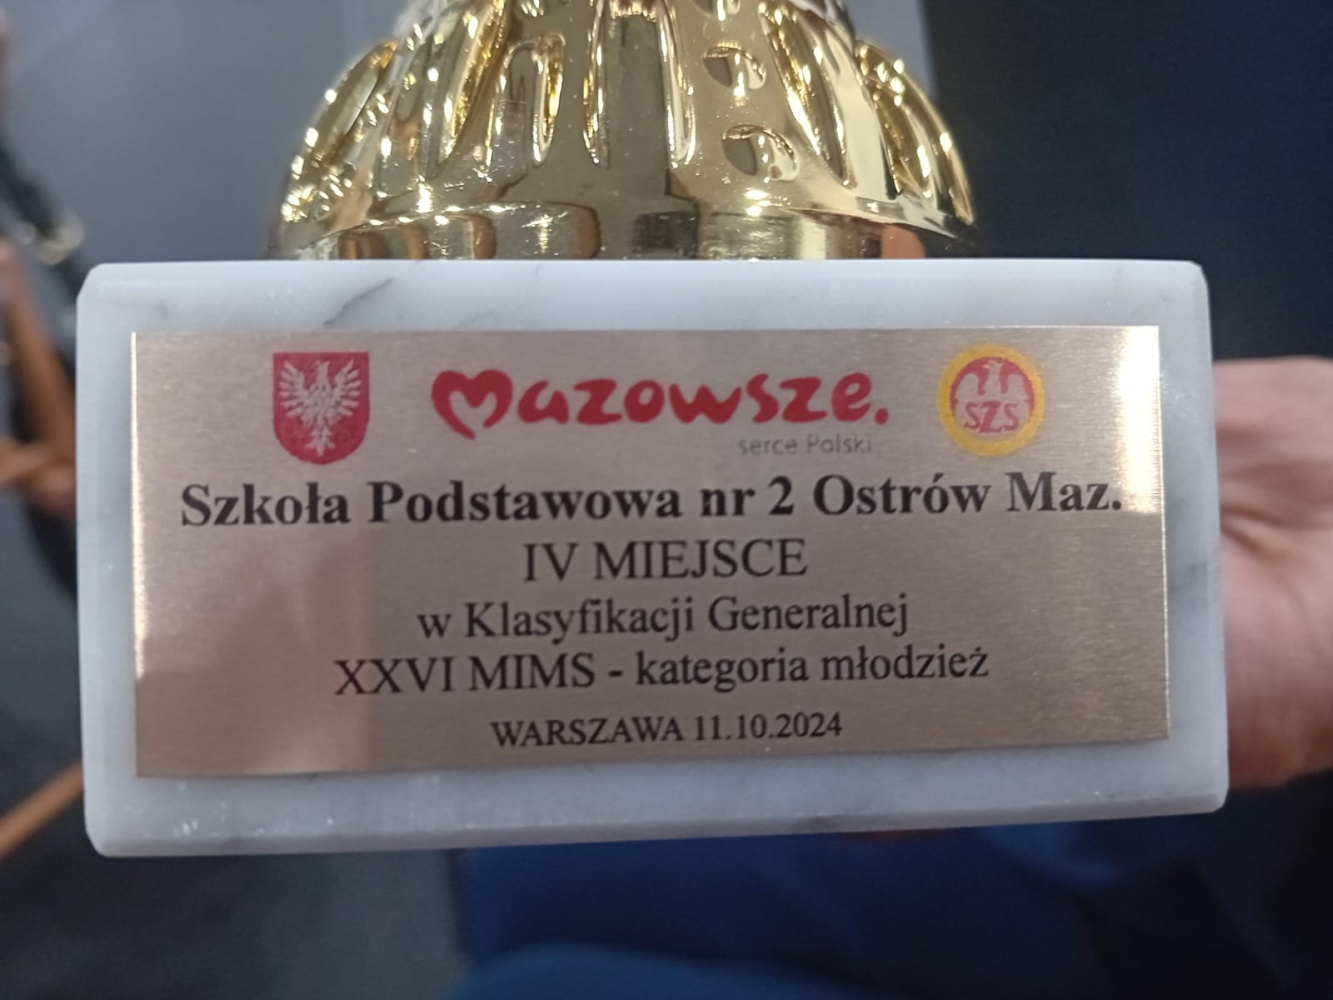 Mazowsze.
serce Polski
SZS
Szkoła Podstawowa nr 2 Ostrów Maz.
IV MIEJSCE
w Klasyfikacji Generalnej
XXVI MIMS - kategoria młodzież
WARSZAWA 11.10.2024